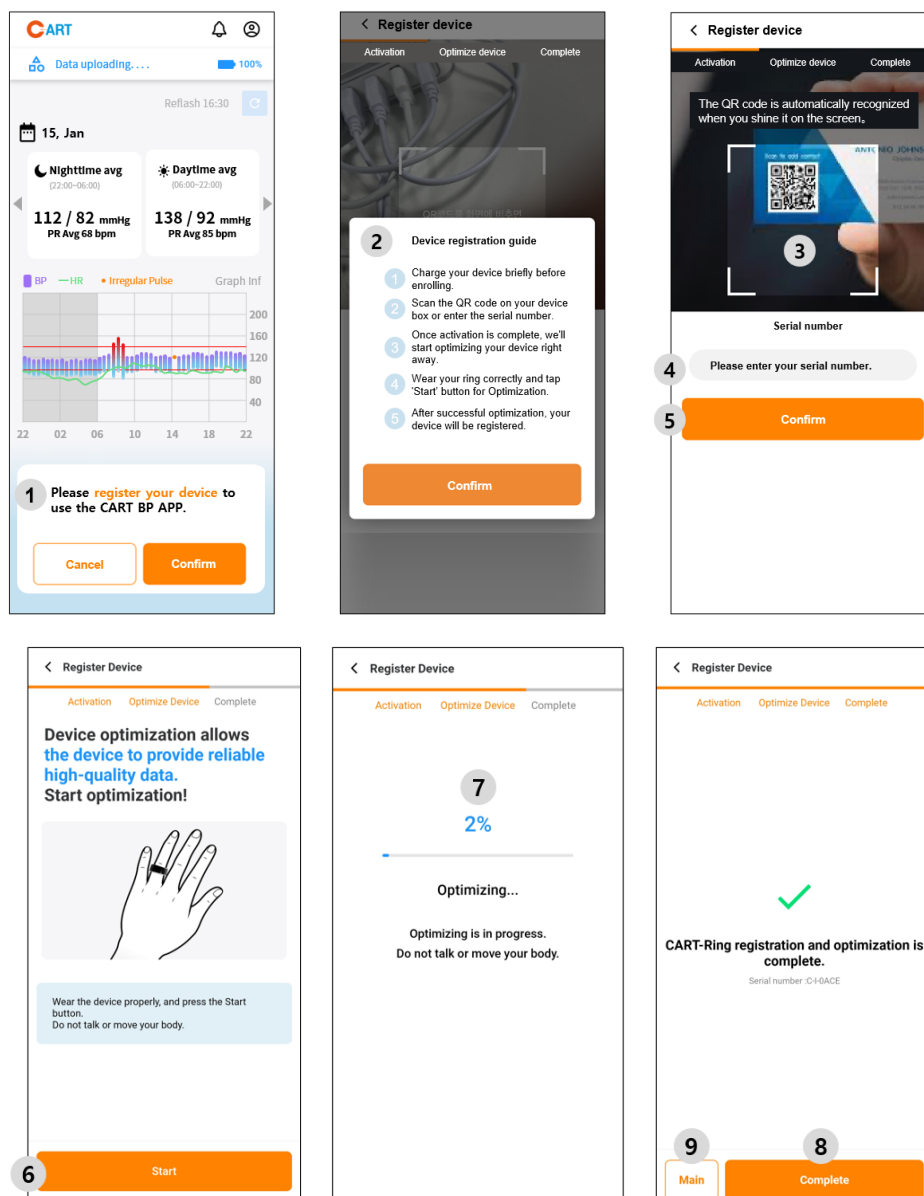 CART
Data uploading. . . .
100%
Reflash 16:30
15, Jan
Nighttime avg
(22:00~06:00)
112 / 82 mmHg
PR Avg 68 bpm
Daytime avg
(06:00~22:00)
138 / 92 mmHg
PR Avg 85 bpm
BP
HR
Irregular Pulse
Graph Inf
200
160
120
80
40
22 02 06 10 14 18 22
1
Please register your device to
use the CART BP APP.
Cancel
Confirm
Register device
Activation
Optimize device
Complete
2
Device registration guide
1
Charge your device briefly before
enrolling.
2
Scan the QR code on your device
box or enter the serial number.
3
Once activation is complete, we'll
start optimizing your device right
away.
4
Wear your ring correctly and tap
'Start' button for Optimization.
5
After successful optimization, your
device will be registered.
Confirm
Register device
Activation
Optimize device
Complete
The QR code is automatically recognized
when you shine it on the screen。
Scan to add contact
3
Serial number
4
Please enter your serial number.
5
Confirm
Register Device
Activation
Optimize Device
Complete
Device optimization allows
the device to provide reliable
high-quality data.
Start optimization!
Wear the device properly, and press the Start
button.
Do not talk or move your body.
6
Start
Register Device
Activation
Optimize Device
Complete
7
2%
Optimizing...
Optimizing is in progress.
Do not talk or move your body.
Register Device
Activation
Optimize Device
Complete
CART-Ring registration and optimization is
complete.
Serial number :C-I-0ACE
9
Main
8
Complete